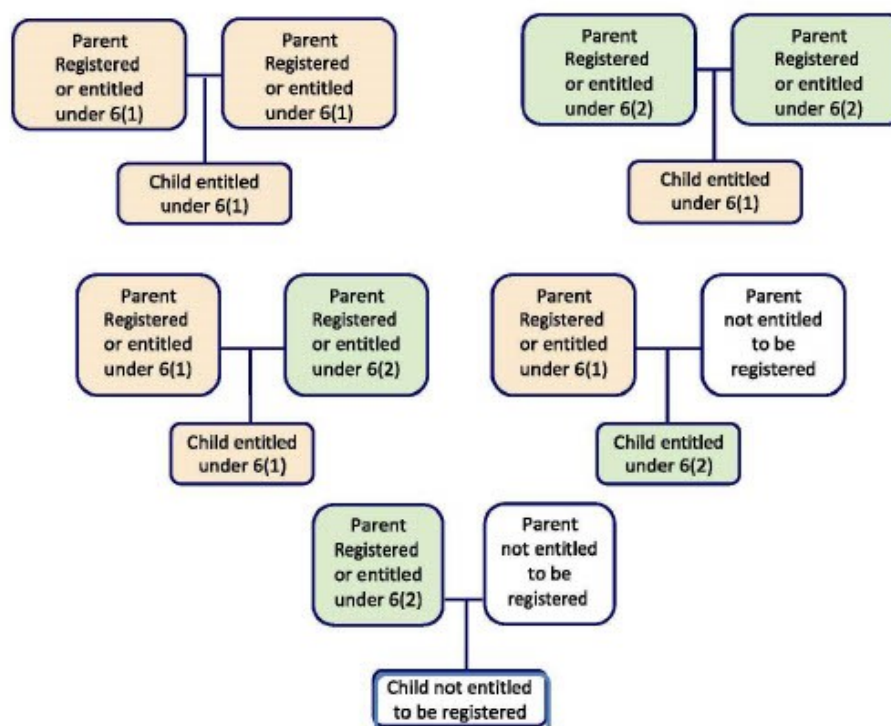 Parent
Registered
or entitled
under 6(1)
Parent
Registered
or entitled
under 6(1)
Child entitled
under 6(1)
Parent
Registered
or entitled
under 6(2)
Parent
Registered
or entitled
under 6(2)
Child entitled
under 6(1)
Parent
Registered
or entitled
under 6(1)
Parent
Registered
or entitled
under 6(2)
Child entitled
under 6(1)
Parent
Registered
or entitled
under 6(1)
Parent
not entitled
to be
registered
Child entitled
under 6(2)
Parent
Registered
or entitled
under 6(2)
Parent
not entitled
to be
registered
Child not entitled
to be registered